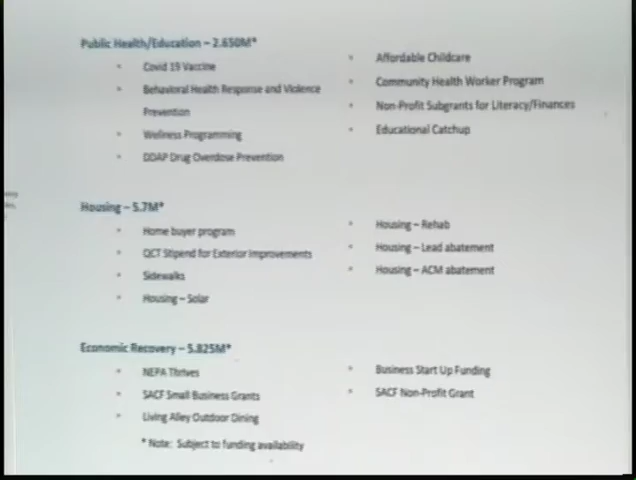 Public Health/Education – 2.650M*
Covid 19 Vaccine
Behavioral Health Response and Violence
Prevention
Wellness Programming
DDAP Drug Overdose Prevention
Affordable Childcare
Community Health Worker Program
Non-Profit Subgrants for Literacy/Finances
Educational Catchup
Housing – 5.7M*
Home buyer program
QCT Stipend for Exterior Improvements
Sidewalks
Housing – Solar
Housing – Rehab
Housing – Lead abatement
Housing – ACM abatement
Economic Recovery – 5.825M*
NEPA Thrives
SACF Small Business Grants
Living Alley Outdoor Dining
Business Start Up Funding
SACF Non-Profit Grant
* Note: Subject to funding availability